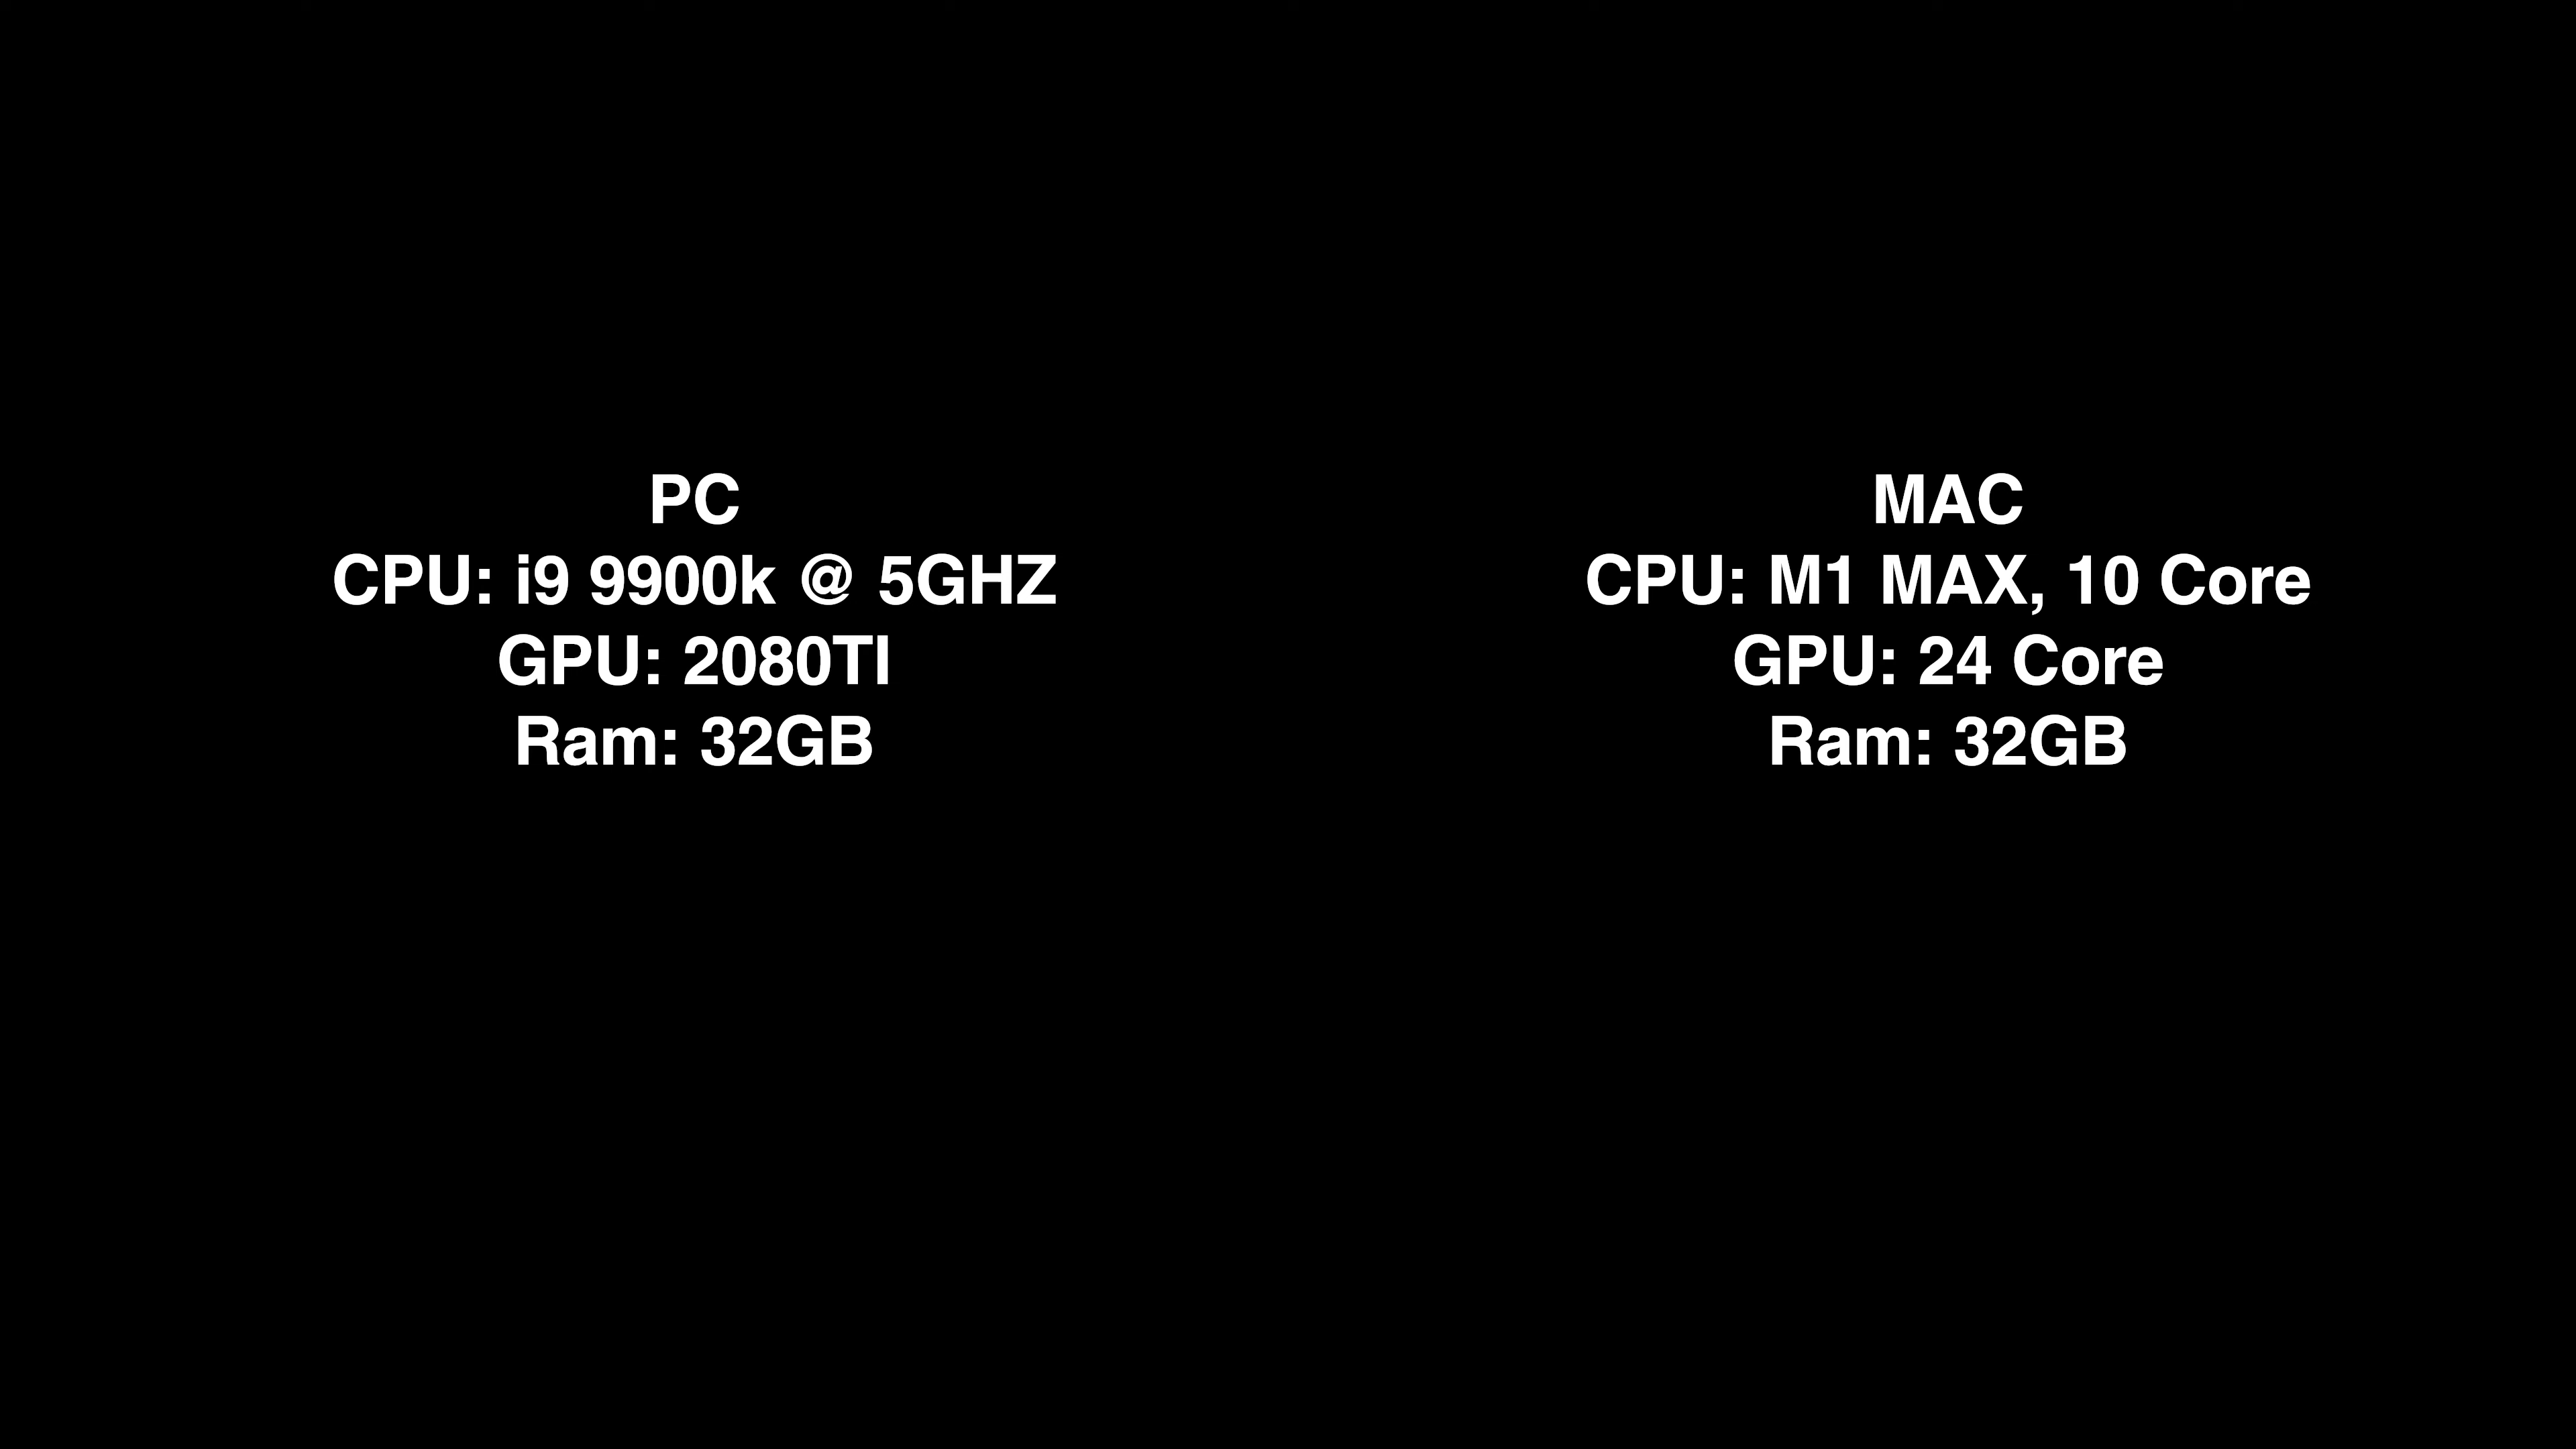 PC
CPU: i9 9900k @ 5GHZ
GPU: 2080TI
Ram: 32GB
MAC
CPU: M1 MAX, 10 Core
GPU: 24 Core
Ram: 32GB